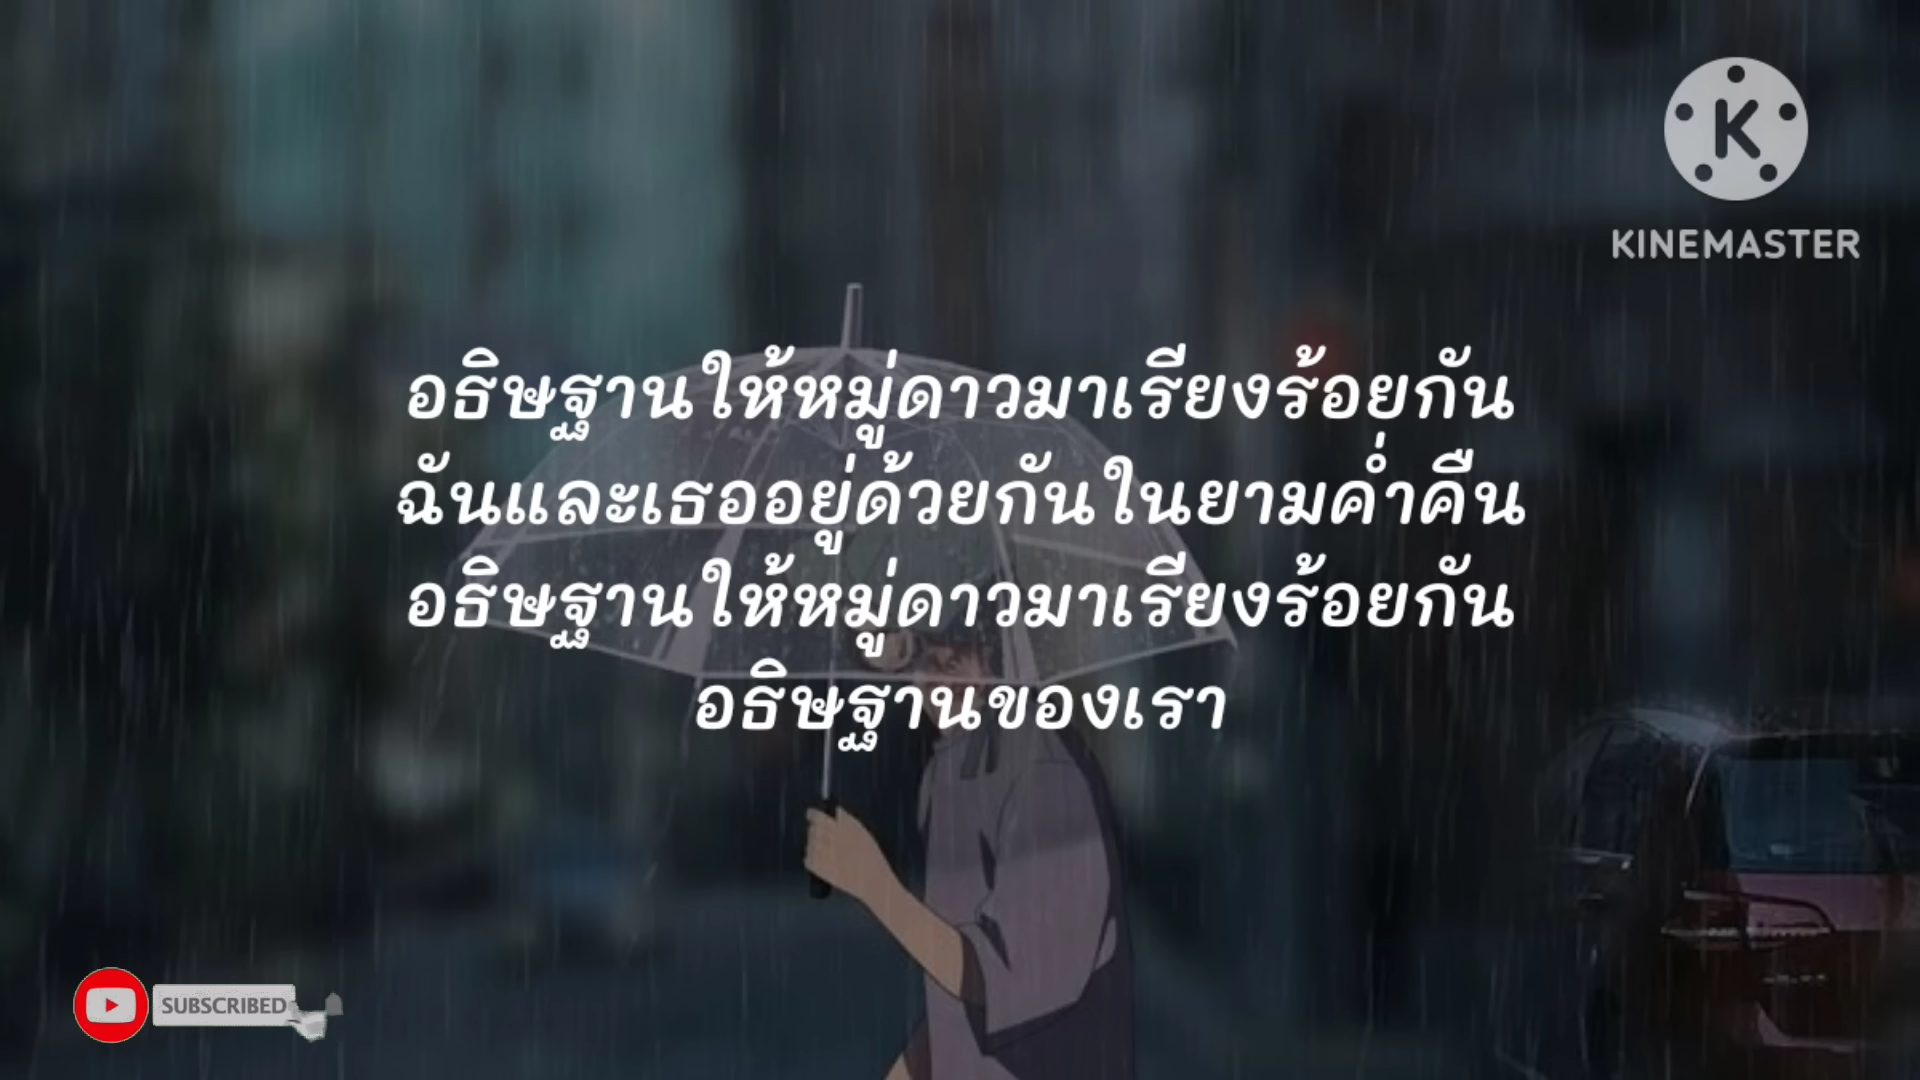 K
KINEMASTER
อธิษฐานให้หมู่ดาวมาเรียงร้อยกัน
ฉันและเธออยู่ด้วยกันในยามค่ำคืน
อธิษฐานให้หมู่ดาวมาเรียงร้อยกัน
อธิษฐานของเรา
SUBSCRIBED